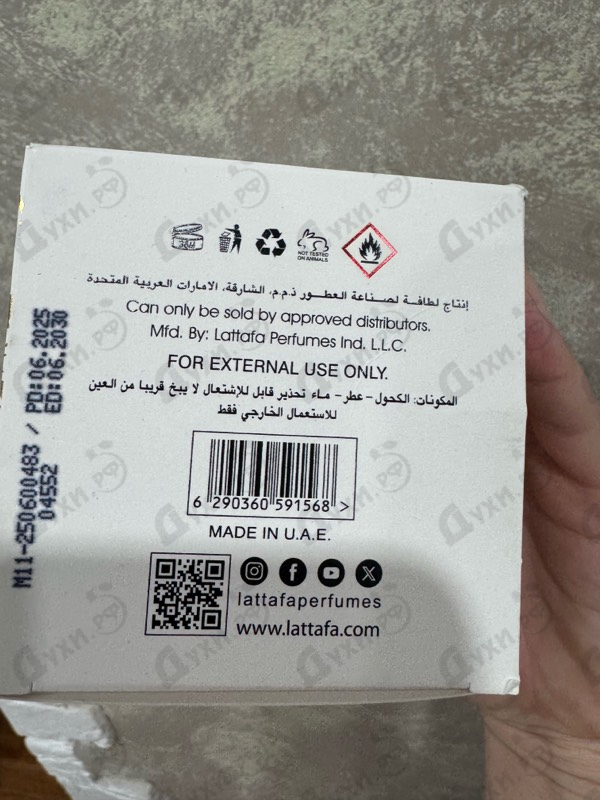 36M
NOT TESTED
ON ANIMALS
إنتاج لطافة لصناعة العطور ذ.م.م. الشارقة، الامارات العربية المتحدة
Can only be sold by approved distributors.
Mfd. By: Lattafa Perfumes Ind. L.L.C.
FOR EXTERNAL USE ONLY.
المكونات: الكحول - عطر- ماء تحذير قابل للإشتعال لا يبخ قريبا من العين
للاستعمال الخارجي فقط
6 290360 591568 >
MADE IN U.A.E.
lattafaperfumes
www.lattafa.com
M11-250600483 / PD:06.2025
04552 ED:06.2030
Духи.рф